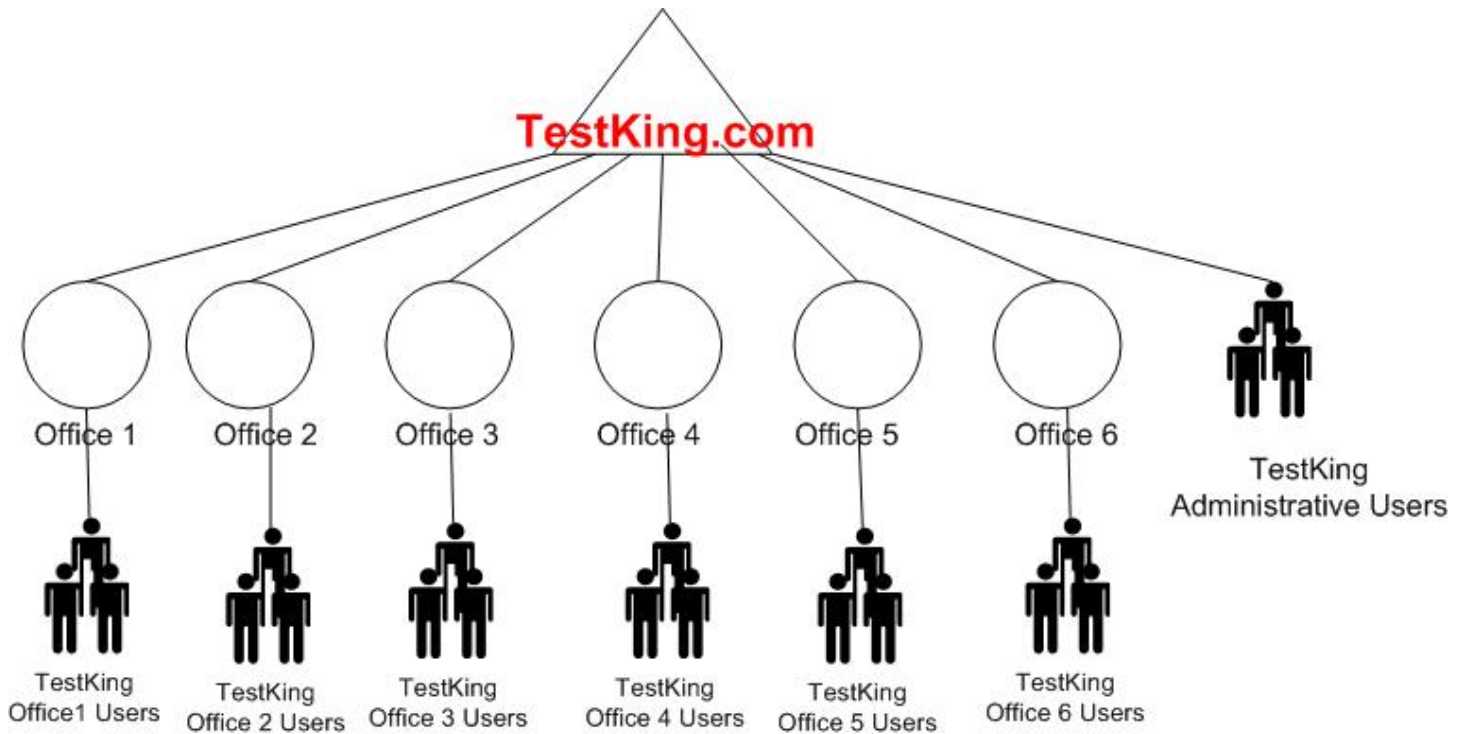 TestKing.com
Office 1
Office 2
Office 3
Office 4
Office 5
Office 6
TestKing
Administrative Users
TestKing
Office1 Users
TestKing
Office 2 Users
TestKing
Office 3 Users
TestKing
Office 4 Users
TestKing
Office 5 Users
TestKing
Office 6 Users